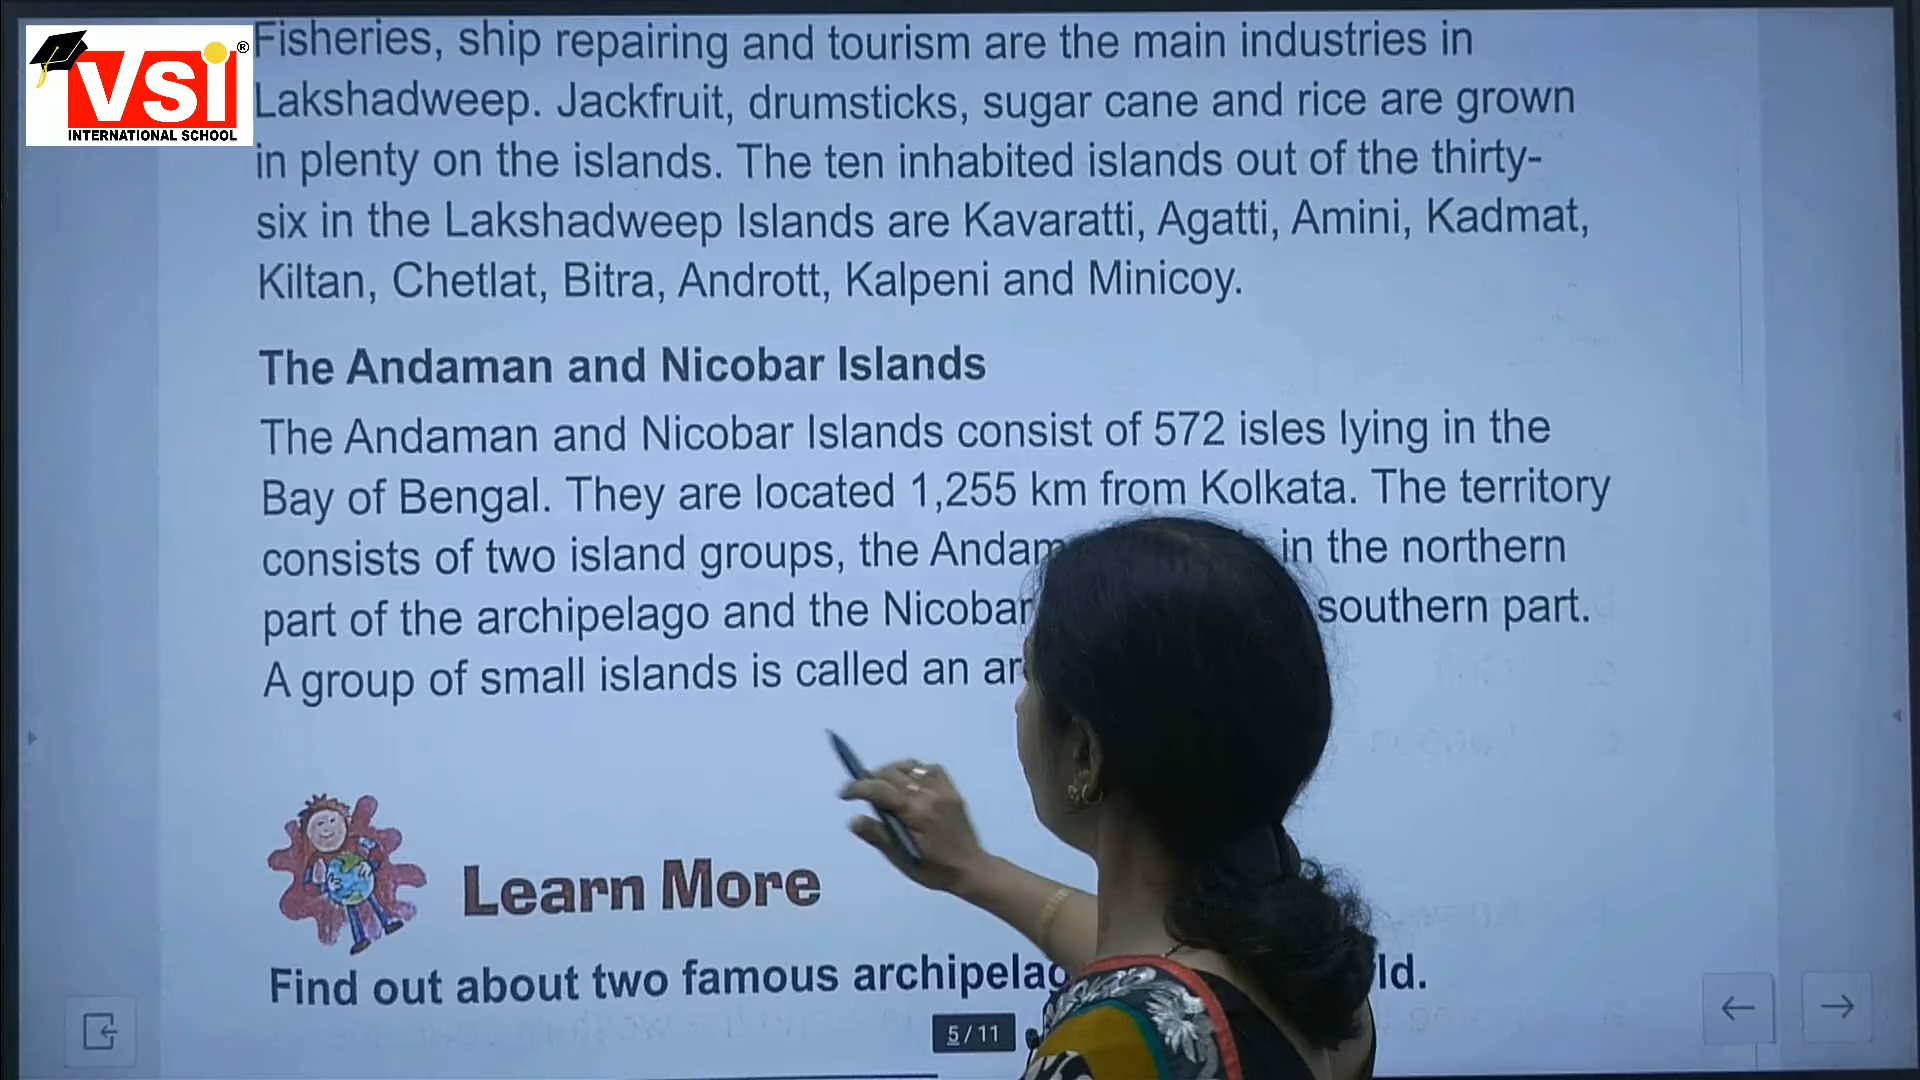 VSI ®
INTERNATIONAL SCHOOL
Fisheries, ship repairing and tourism are the main industries in
Lakshadweep. Jackfruit, drumsticks, sugar cane and rice are grown
in plenty on the islands. The ten inhabited islands out of the thirty-
six in the Lakshadweep Islands are Kavaratti, Agatti, Amini, Kadmat,
Kiltan, Chetlat, Bitra, Andrott, Kalpeni and Minicoy.
The Andaman and Nicobar Islands
The Andaman and Nicobar Islands consist of 572 isles lying in the
Bay of Bengal. They are located 1,255 km from Kolkata. The territory
consists of two island groups, the in the northern
part of the archipelago and the Nicobar southern part.
A group of small islands is called an
Learn More
Find out about two famous
5/11